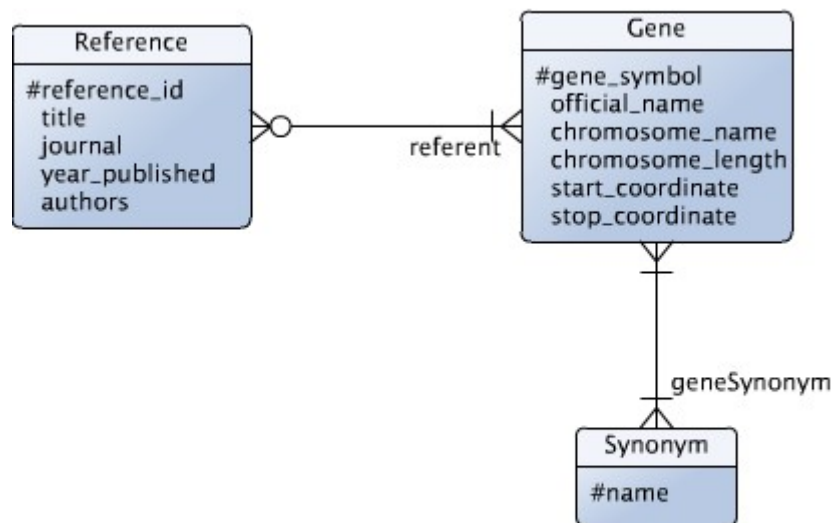 Reference
#reference_id
title
journal
year_published
authors
referent
Gene
#gene_symbol
official_name
chromosome_name
chromosome_length
start_coordinate
stop_coordinate
geneSynonym
Synonym
#name